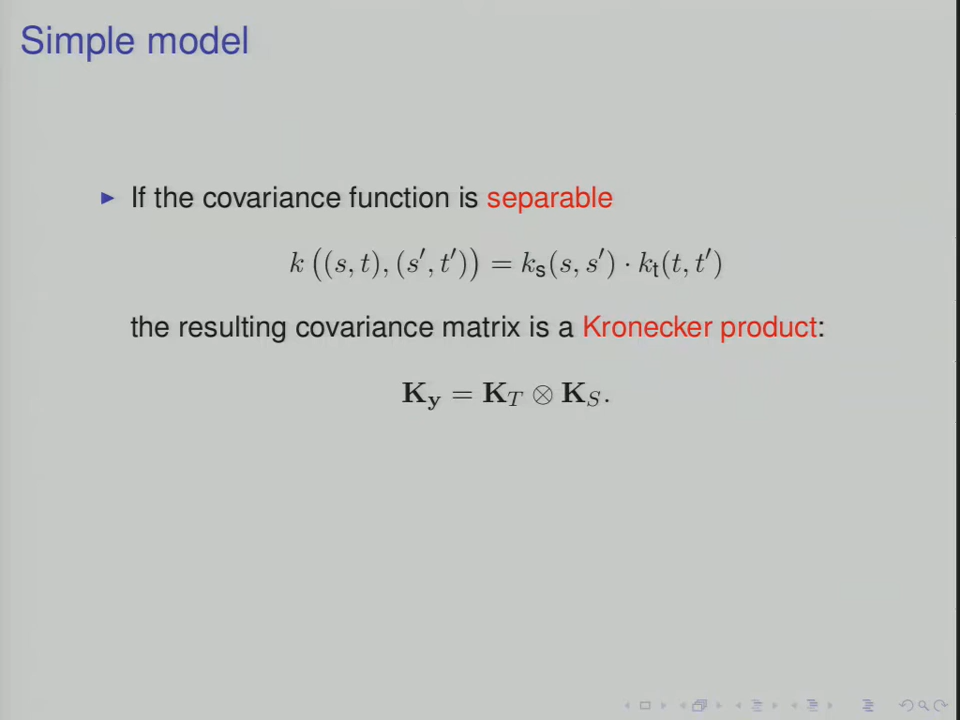 Simple model
If the covariance function is separable
k ((s, t), (s′, t′)) = kₛ(s, s′) · kₜ(t, t′)
the resulting covariance matrix is a Kronecker product:
K_y = K_T ⊗ K_S.